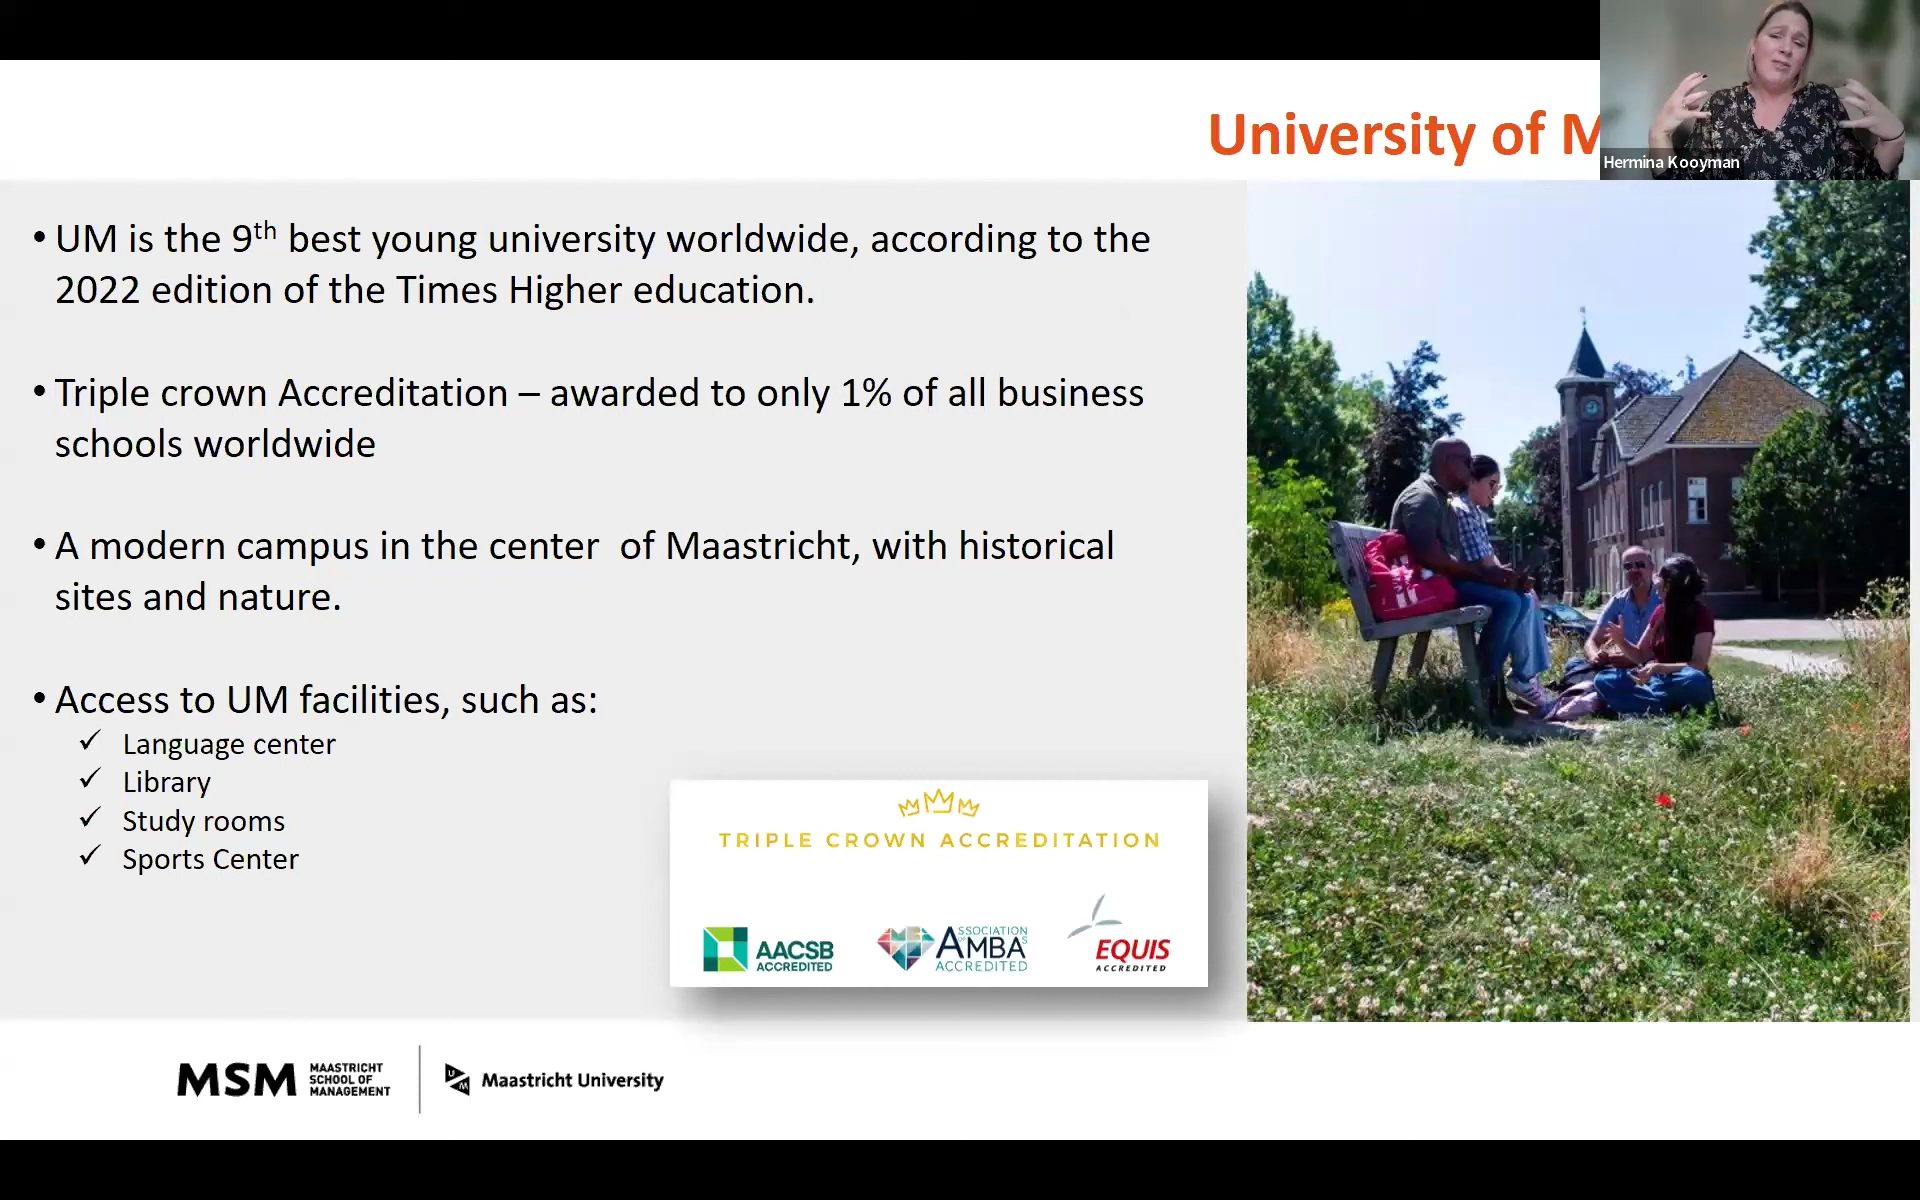 University of M
Hermina Kooyman
• UM is the 9th best young university worldwide, according to the
2022 edition of the Times Higher education.
• Triple crown Accreditation – awarded to only 1% of all business
schools worldwide
• A modern campus in the center  of Maastricht, with historical
sites and nature.
• Access to UM facilities, such as:
✓ Language center
✓ Library
✓ Study rooms
✓ Sports Center
TRIPLE CROWN ACCREDITATION
AACSB
ACCREDITED
ASSOCIATION
AMBA
ACCREDITED
EQUIS
ACCREDITED
MSM
MAASTRICHT
SCHOOL OF
MANAGEMENT
UM
Maastricht University